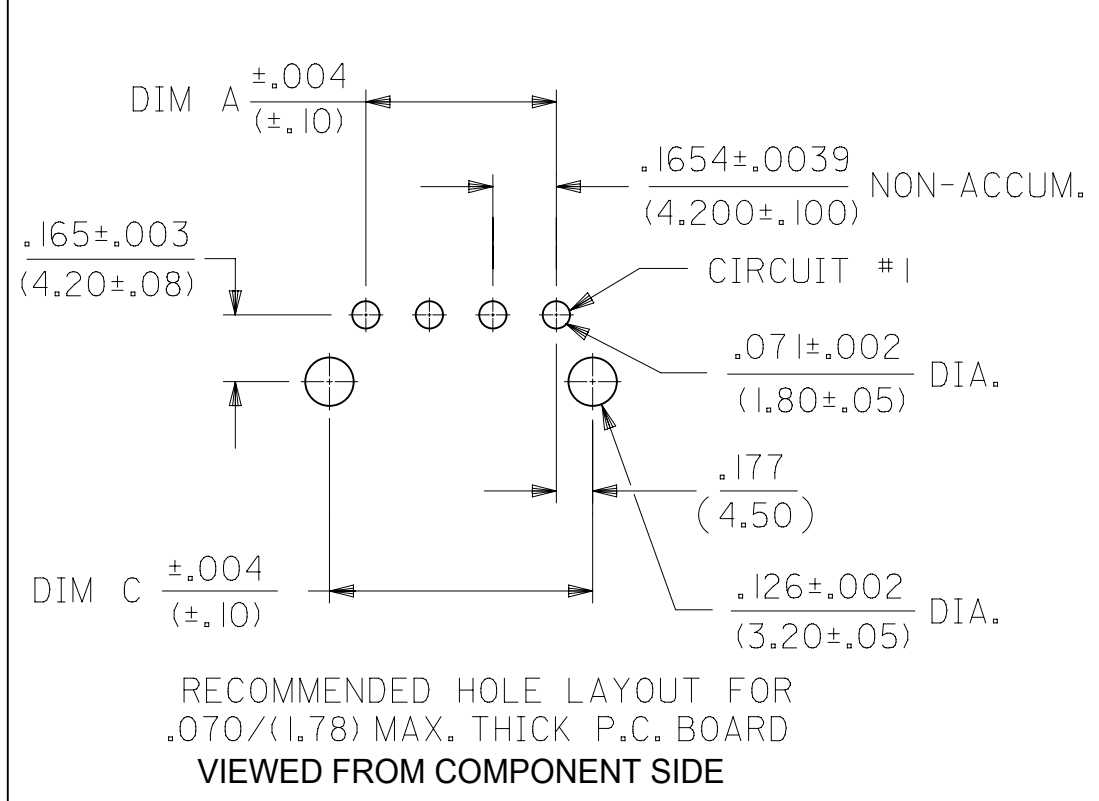 DIM A ±.004
(±.10)
.1654±.0039 NON-ACCUM.
(4.200±.100)
.165±.003
(4.20±.08)
CIRCUIT #1
.071±.002 DIA.
(1.80±.05)
.177
(4.50)
DIM C ±.004
(±.10)
.126±.002 DIA.
(3.20±.05)
RECOMMENDED HOLE LAYOUT FOR
.070/(1.78) MAX. THICK P.C. BOARD
VIEWED FROM COMPONENT SIDE